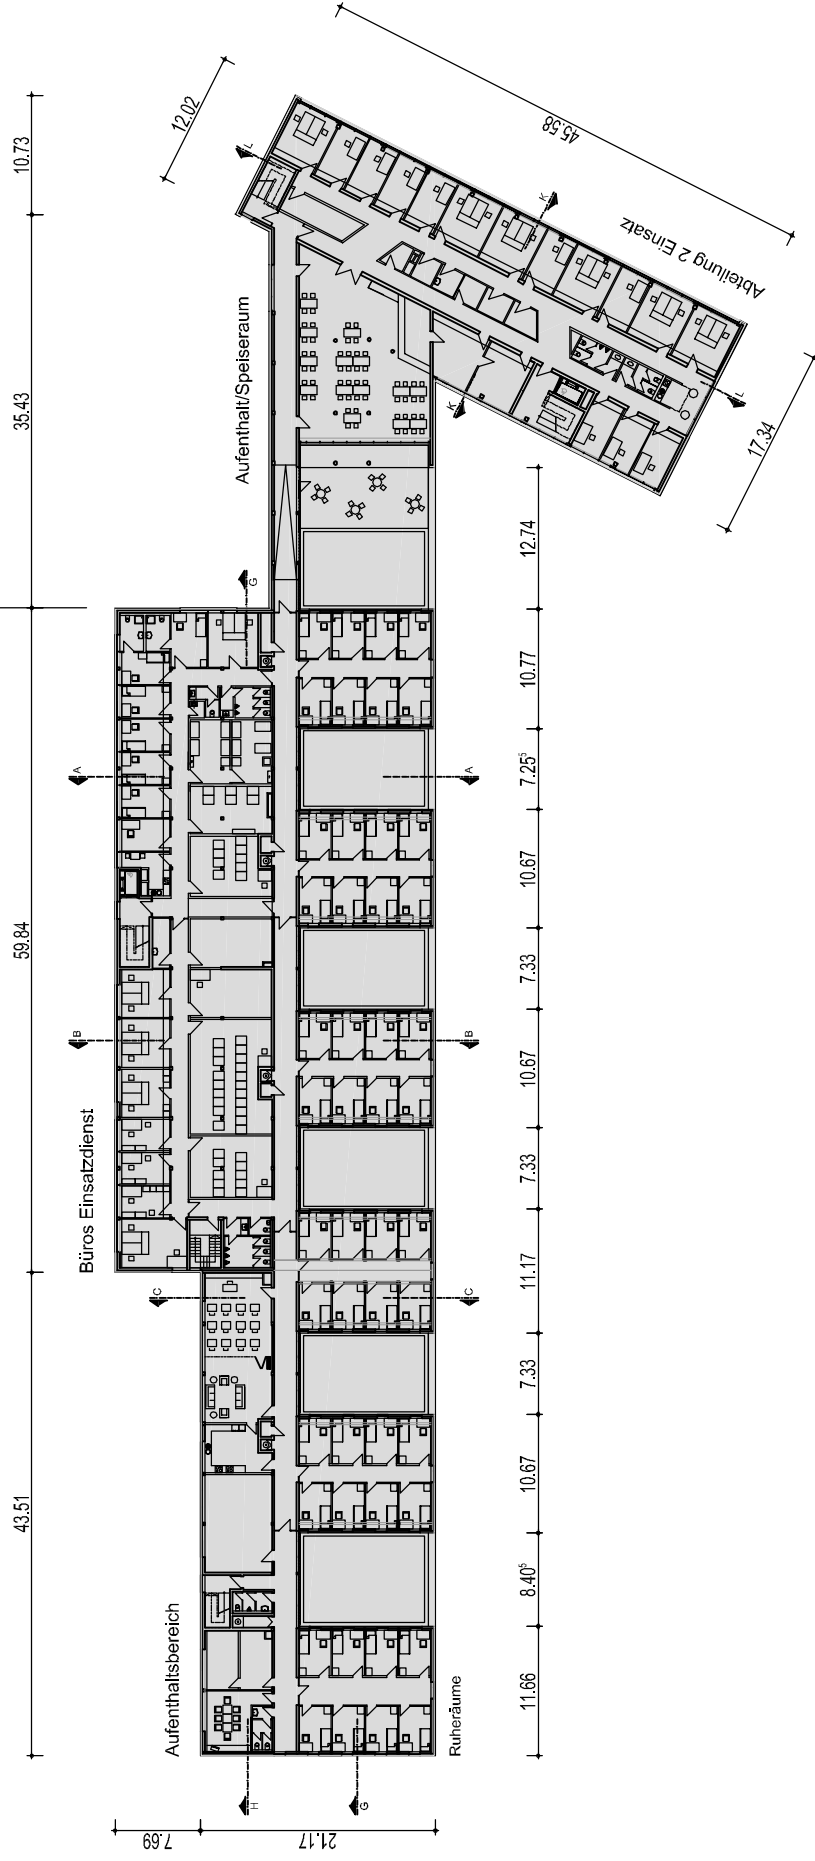 10.73
35.43
59.84
43.51
12.02
45.58
17.34
Abteilung 2 Einsatz
L
K
K
L
Aufenthalt/Speiseraum
G
12.74
10.77
7.25⁵
10.67
7.33
10.67
7.33
11.17
7.33
10.67
8.40⁵
11.66
A
A
B
B
Büros Einsatzdienst
C
C
Aufenthaltsbereich
Ruheräume
H
G
7.69
21.17